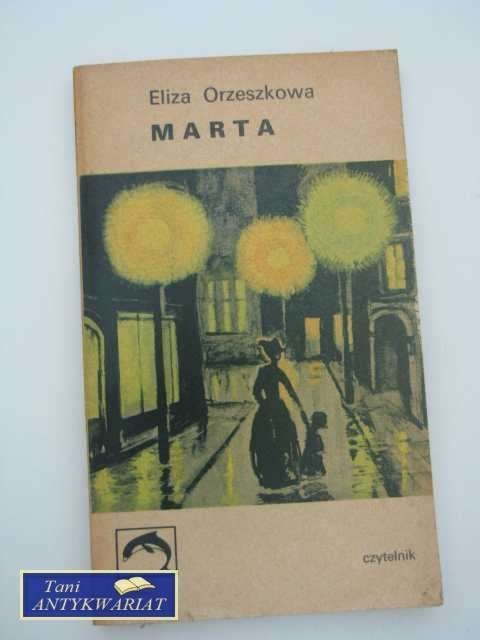 Eliza Orzeszkowa
MARTA
czytelnik
Tani
ANTYKWARIAT